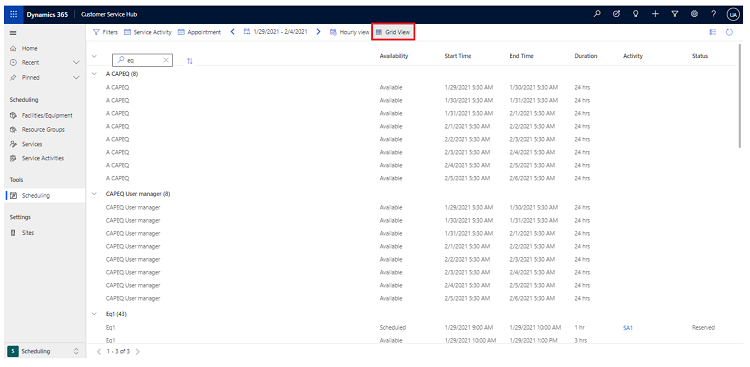 Dynamics 365 Customer Service Hub UA
Filters Service Activity Appointment 1/29/2021 - 2/4/2021 Hourly view Grid View
Home
Recent
Pinned
Scheduling
Facilities/Equipment
Resource Groups
Services
Service Activities
Tools
Scheduling
Settings
Sites
S Scheduling
eq Availability Start Time End Time Duration Activity Status
A CAPEQ (8)
A CAPEQ Available 1/29/2021 5:30 AM 1/30/2021 5:30 AM 24 hrs
A CAPEQ Available 1/30/2021 5:30 AM 1/31/2021 5:30 AM 24 hrs
A CAPEQ Available 1/31/2021 5:30 AM 2/1/2021 5:30 AM 24 hrs
A CAPEQ Available 2/1/2021 5:30 AM 2/2/2021 5:30 AM 24 hrs
A CAPEQ Available 2/2/2021 5:30 AM 2/3/2021 5:30 AM 24 hrs
A CAPEQ Available 2/3/2021 5:30 AM 2/4/2021 5:30 AM 24 hrs
A CAPEQ Available 2/4/2021 5:30 AM 2/5/2021 5:30 AM 24 hrs
A CAPEQ Available 2/5/2021 5:30 AM 2/6/2021 5:30 AM 24 hrs
CAPEQ User manager (8)
CAPEQ User manager Available 1/29/2021 5:30 AM 1/30/2021 5:30 AM 24 hrs
CAPEQ User manager Available 1/30/2021 5:30 AM 1/31/2021 5:30 AM 24 hrs
CAPEQ User manager Available 1/31/2021 5:30 AM 2/1/2021 5:30 AM 24 hrs
CAPEQ User manager Available 2/1/2021 5:30 AM 2/2/2021 5:30 AM 24 hrs
CAPEQ User manager Available 2/2/2021 5:30 AM 2/3/2021 5:30 AM 24 hrs
CAPEQ User manager Available 2/3/2021 5:30 AM 2/4/2021 5:30 AM 24 hrs
CAPEQ User manager Available 2/4/2021 5:30 AM 2/5/2021 5:30 AM 24 hrs
CAPEQ User manager Available 2/5/2021 5:30 AM 2/6/2021 5:30 AM 24 hrs
Eq1 (43)
Eq1 Scheduled 1/29/2021 9:00 AM 1/29/2021 10:00 AM 1 hr SA1 Reserved
Eq1 Available 1/29/2021 10:00 AM 1/29/2021 1:00 PM 3 hrs
1 - 3 of 3